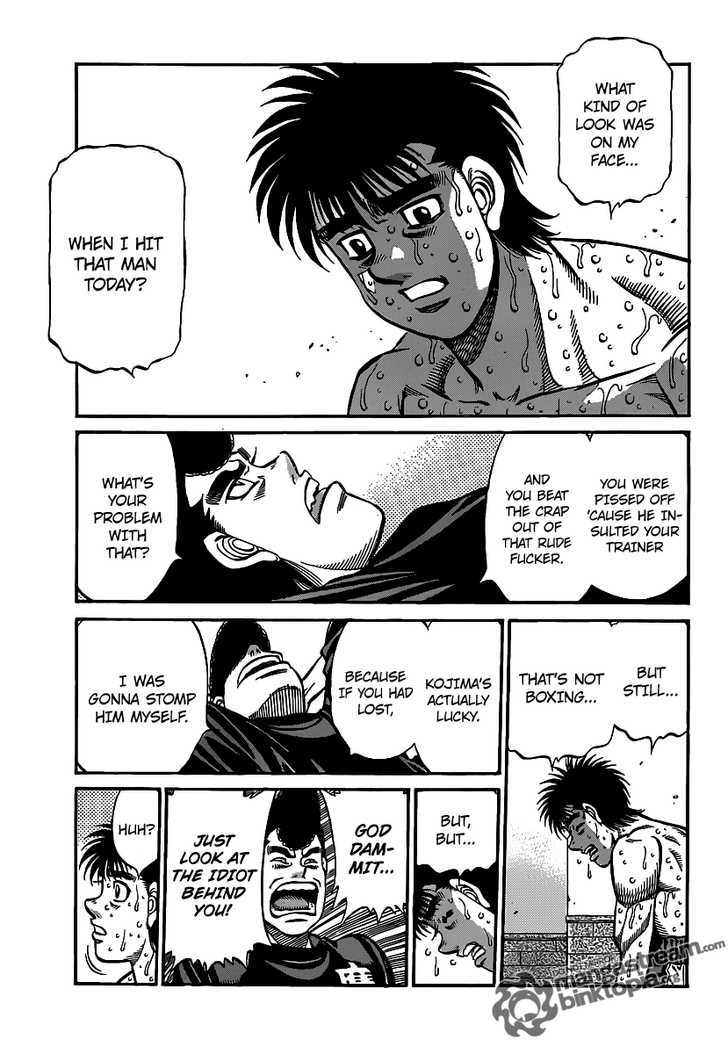 WHAT
KIND OF
LOOK WAS
ON MY
FACE...
WHEN I HIT
THAT MAN
TODAY?
YOU WERE
PISSED OFF
'CAUSE HE IN-
SULTED YOUR
TRAINER
AND
YOU BEAT
THE CRAP
OUT OF
THAT RUDE
FUCKER.
WHAT'S
YOUR
PROBLEM
WITH
THAT?
BUT
STILL...
THAT'S NOT
BOXING...
KOJIMA'S
ACTUALLY
LUCKY.
BECAUSE
IF YOU HAD
LOST,
I WAS
GONNA STOMP
HIM MYSELF.
BUT,
BUT...
GOD
DAM-
MIT...
JUST
LOOK AT
THE IDIOT
BEHIND
YOU!
HUH?
mangastream.com